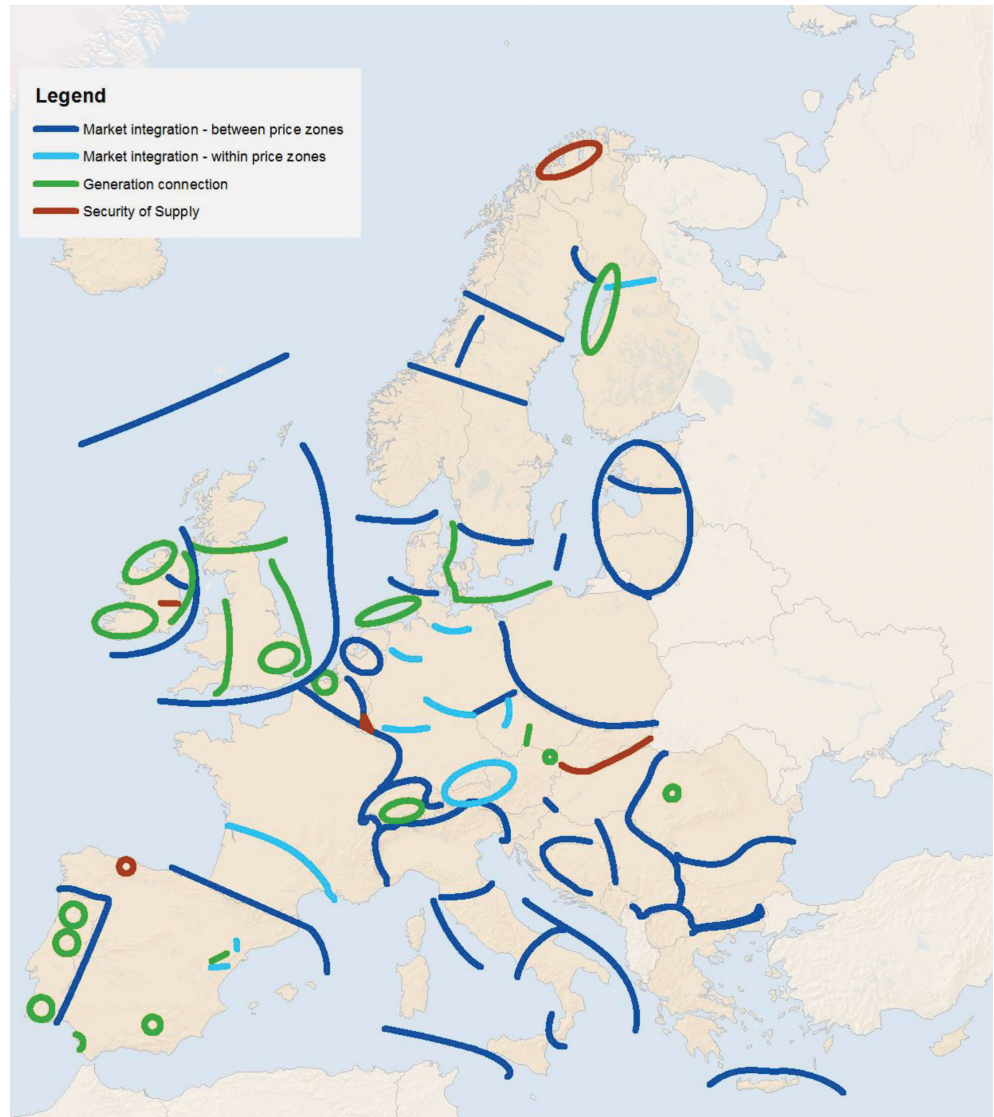 Legend
Market integration - between price zones
Market integration - within price zones
Generation connection
Security of Supply